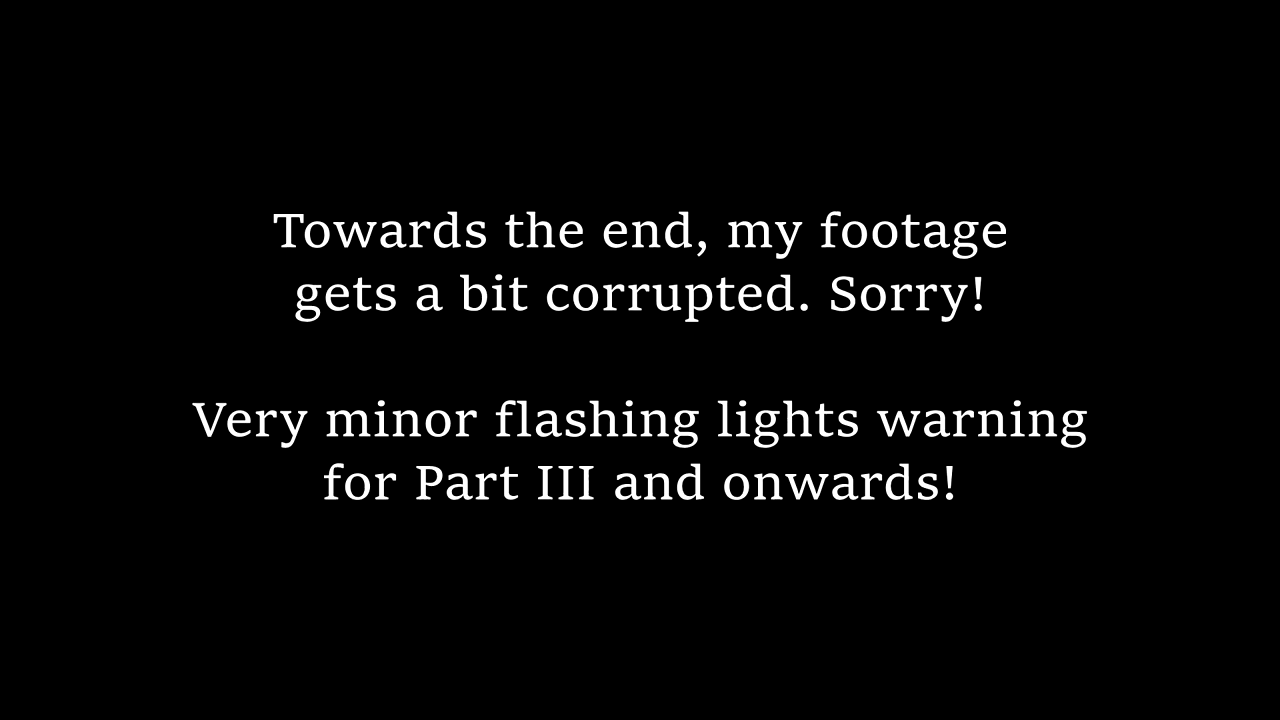 Towards the end, my footage
gets a bit corrupted. Sorry!
Very minor flashing lights warning
for Part III and onwards!